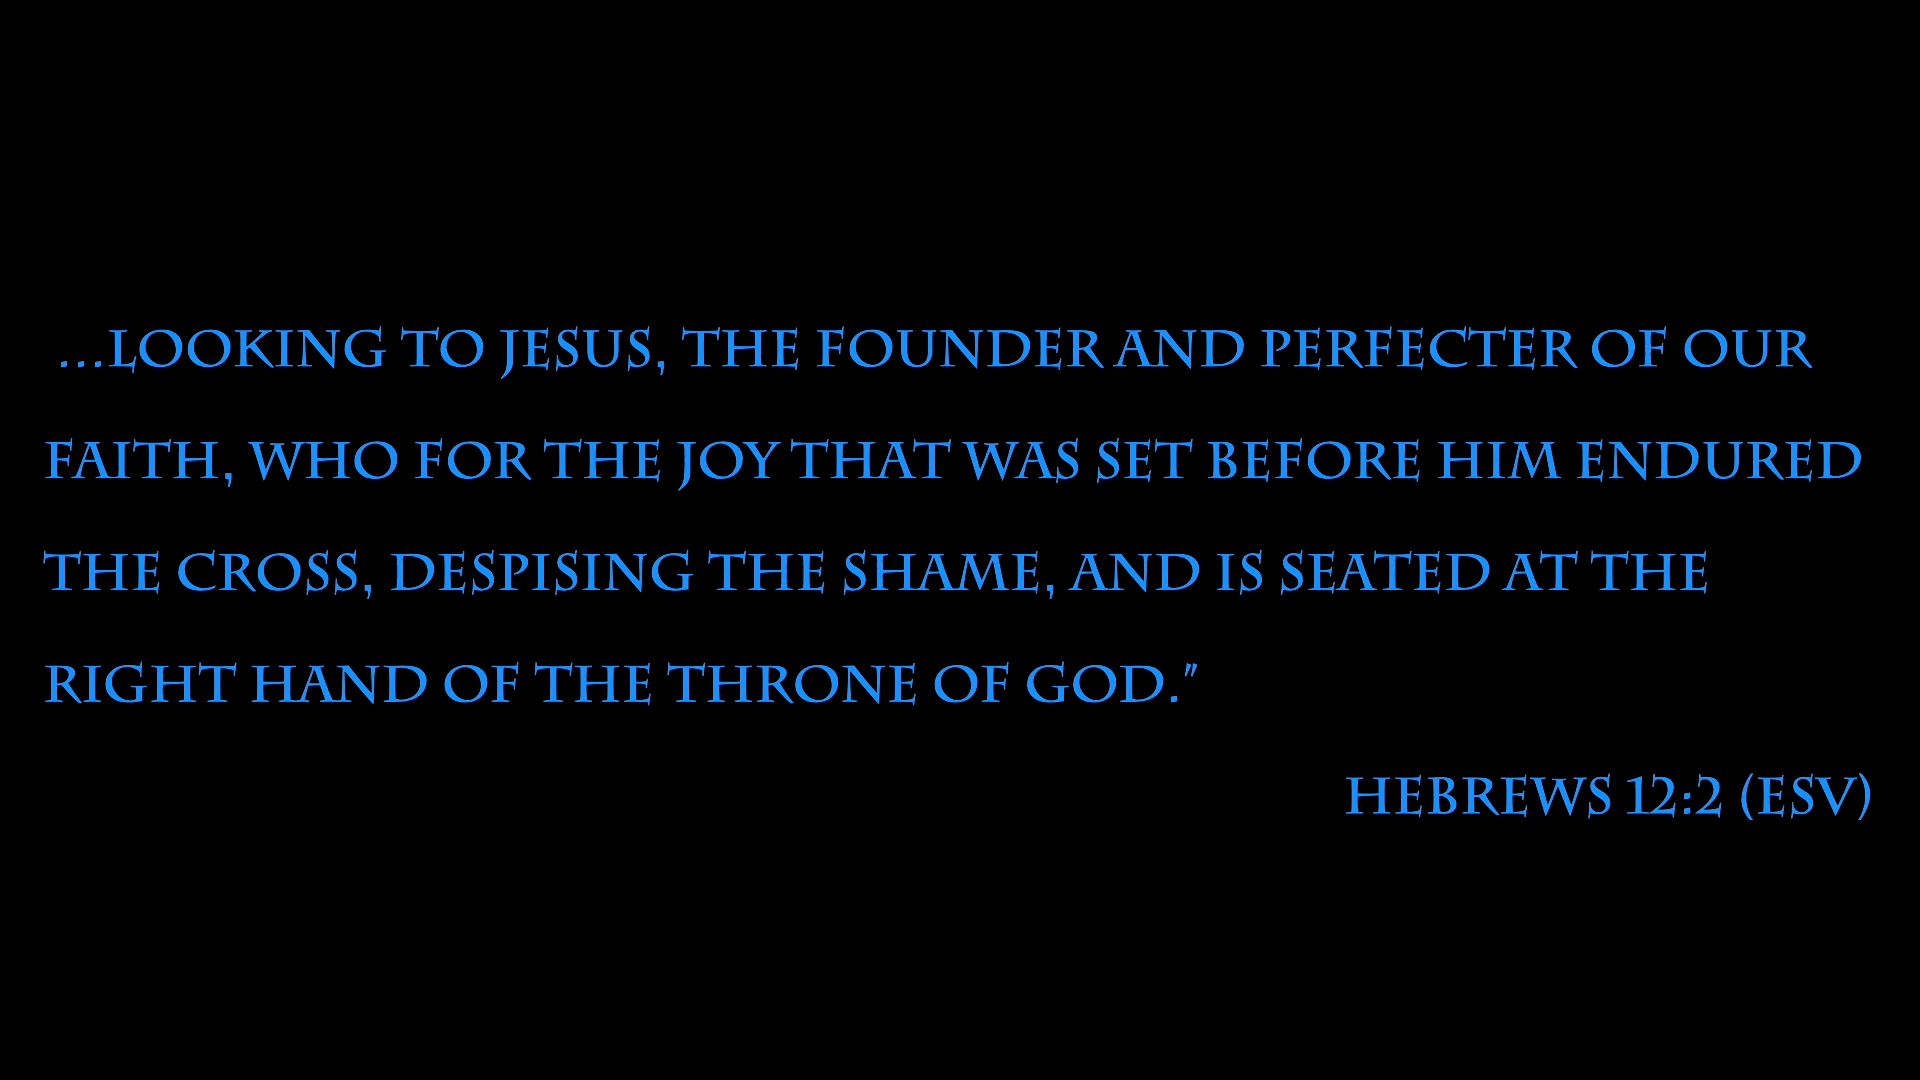 ...LOOKING TO JESUS, THE FOUNDER AND PERFECTER OF OUR
FAITH, WHO FOR THE JOY THAT WAS SET BEFORE HIM ENDURED
THE CROSS, DESPISING THE SHAME, AND IS SEATED AT THE
RIGHT HAND OF THE THRONE OF GOD."
HEBREWS 12:2 (ESV)